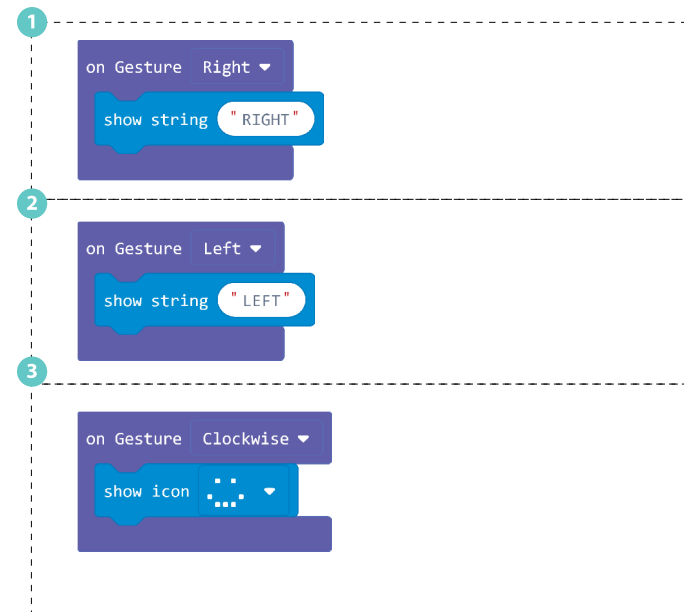 1
on Gesture Right
show string "RIGHT"
2
on Gesture Left
show string "LEFT"
3
on Gesture Clockwise
show icon